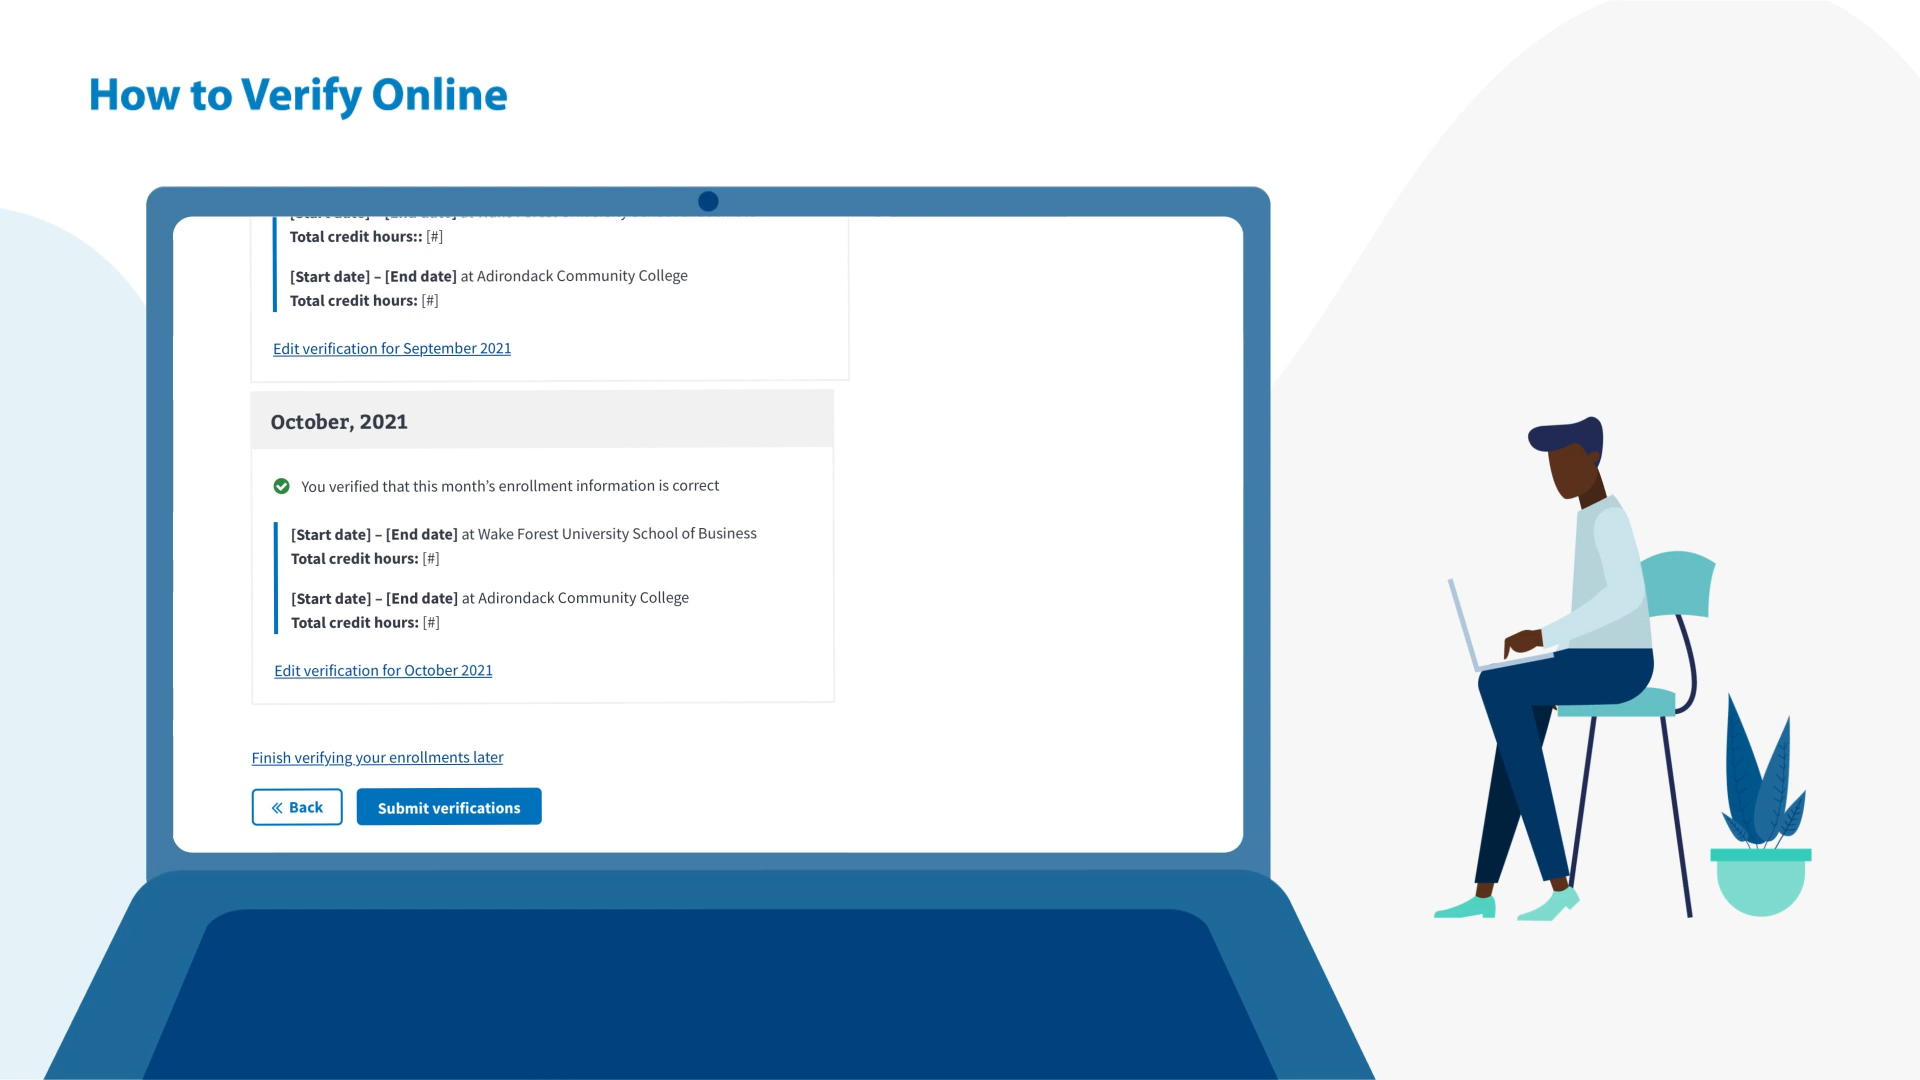 How to Verify Online
Total credit hours:: [#]
[Start date] – [End date] at Adirondack Community College
Total credit hours: [#]
Edit verification for September 2021
October, 2021
You verified that this month's enrollment information is correct
[Start date] – [End date] at Wake Forest University School of Business
Total credit hours: [#]
[Start date] – [End date] at Adirondack Community College
Total credit hours: [#]
Edit verification for October 2021
Finish verifying your enrollments later
« Back
Submit verifications